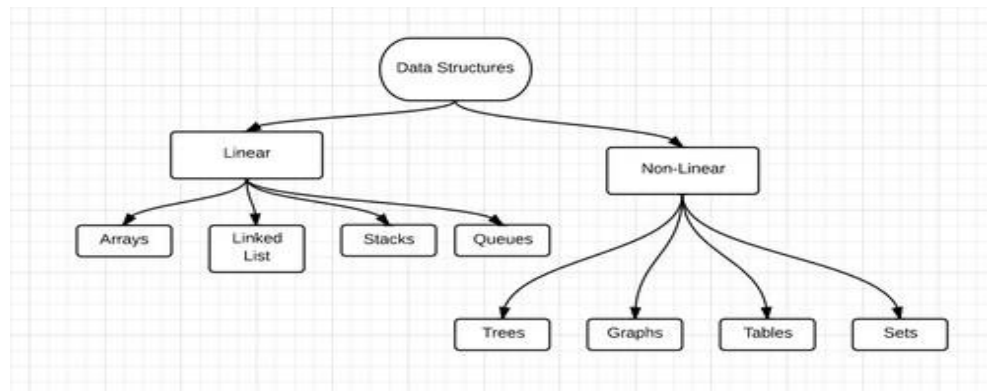 Data Structures
Linear
Non-Linear
Arrays
Linked
List
Stacks
Queues
Trees
Graphs
Tables
Sets